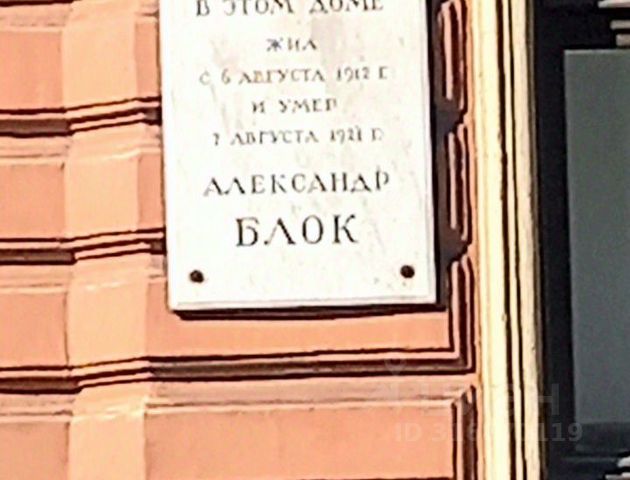 В ЭТОМ ДОМЕ
ЖИЛ
С 6 АВГУСТА 1912 Г
И УМЕР
7 АВГУСТА 1921 Г.
АЛЕКСАНДР
БЛОК